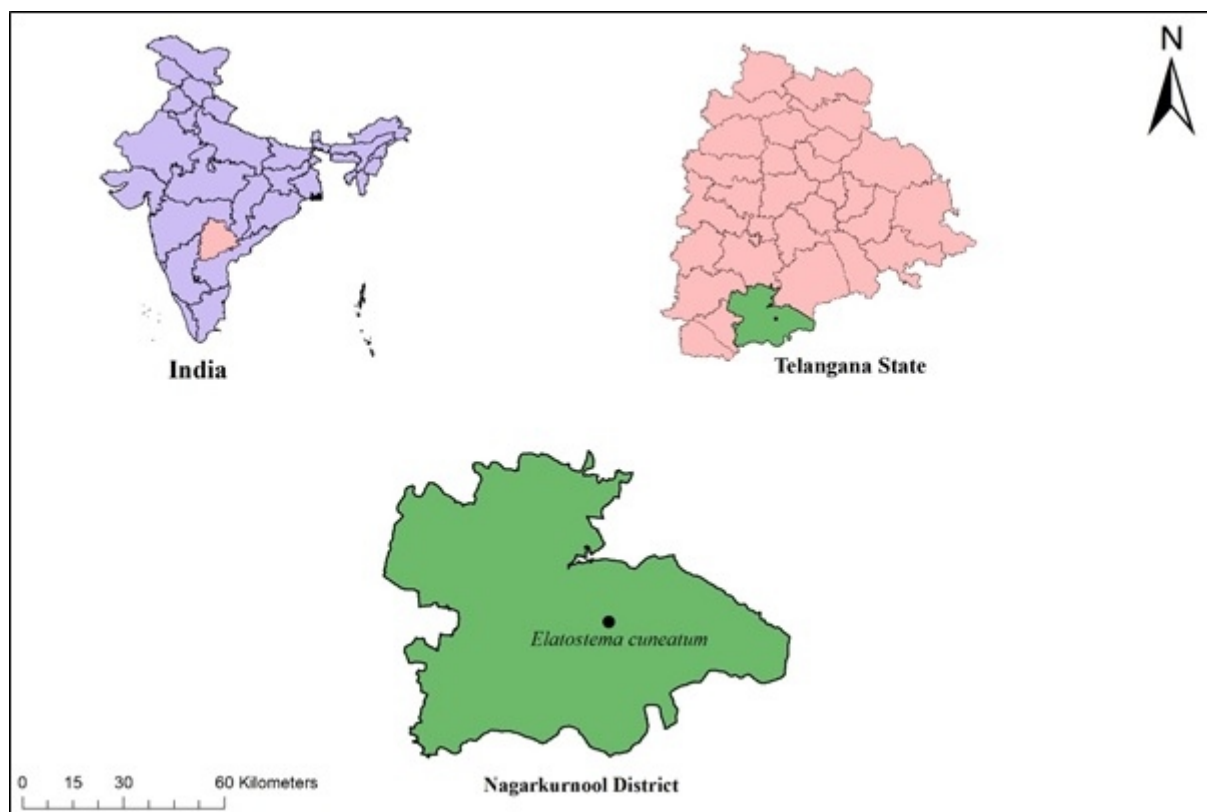 N
India
Telangana State
Elatostema cuneatum
Nagarkurnool District
0 15 30 60 Kilometers